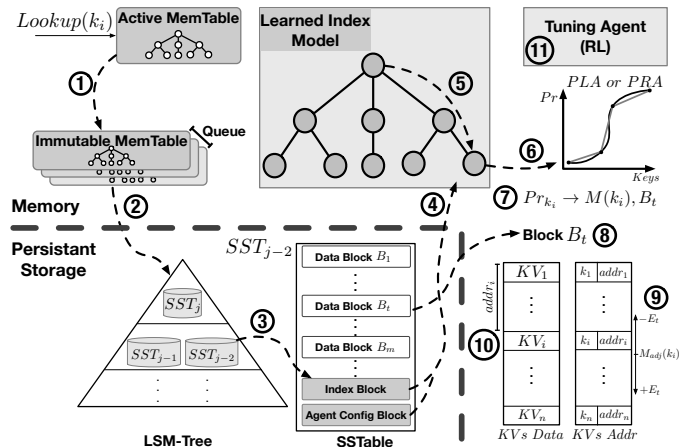 Lookup(k_i)
Active MemTable
Learned Index
Model
Tuning Agent
(RL)
11
1
5
PLA or PRA
Pr
Queue
Immutable MemTable
6
Keys
4
7 Pr_{k_i} → M(k_i), B_t
2
Memory
Persistant
Storage
SST_{j-2}
Block B_t 8
Data Block B_1
SST_j
Data Block B_t
3
SST_{j-1}
SST_{j-2}
Data Block B_m
Index Block
Agent Config Block
LSM-Tree
SSTable
addr_i
KV_1
k_1 addr_1
9
-E_t
10
KV_i
k_i addr_i
M_{adj}(k_i)
+E_t
KV_n
k_n addr_n
KVs Data
KVs Addr